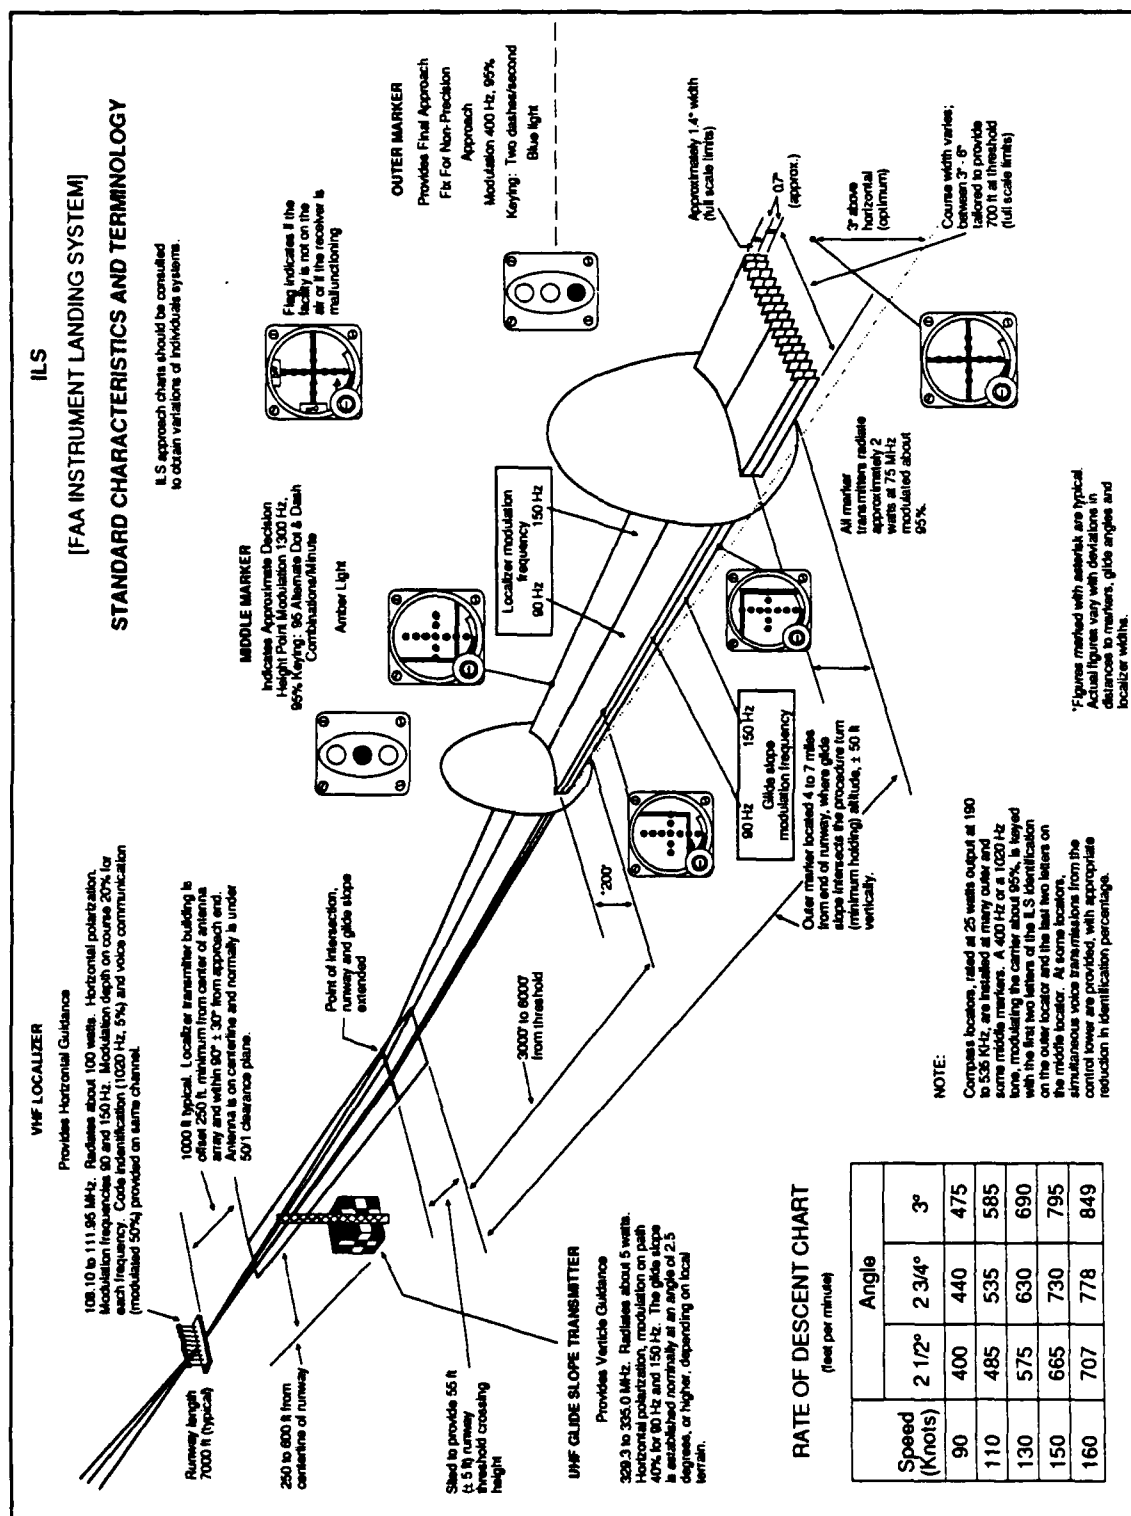 ILS
[FAA INSTRUMENT LANDING SYSTEM]
STANDARD CHARACTERISTICS AND TERMINOLOGY
ILS approach charts should be consulted
to obtain variations of individuals systems.
VHF LOCALIZER
Provides Horizontal Guidance
108.10 to 111.95 MHz. Radiates about 100 watts. Horizontal polarization.
Modulation frequencies 90 and 150 Hz. Modulation depth on course 20% for
each frequency. Code indentification (1020 Hz, 5%) and voice communication
(modulated 50%) provided on same channel.
1000 ft typical. Localizer transmitter building is
offset 250 ft. minimum from center of antenna
array and within 90° ± 30° from approach end.
Antenna is on centerline and normally is under
50/1 clearance plane.
Runway length
7000 ft (typical)
250 to 600 ft from
centerline of runway
Sited to provide 55 ft
(± 5 ft) runway
threshold crossing
height
Point of intersection,
runway and glide slope
extended
MIDDLE MARKER
Indicates Approximate Decision
Height Point Modulation 1300 Hz,
95% Keying: 95 Alternate Dot & Dash
Combinations/Minute
Amber Light
Flag indicates if the
facility is not on the
air or if the receiver is
malfunctioning
OUTER MARKER
Provides Final Approach
Fix For Non-Precision
Approach
Modulation 400 Hz, 95%
Keying: Two dashes/second
Blue light
Localizer modulation
frequency
90 Hz 150 Hz
Approximately 1.4° width
(full scale limits)
0.7°
(approx.)
3° above
horizontal
(optimum)
Course width varies;
between 3° - 6°
tailored to provide
700 ft at threshold
(full scale limits)
All marker
transmitters radiate
approximately 2
watts at 75 MHz
modulated about
95%.
90 Hz 150 Hz
Glide slope
modulation frequency
*200'
3000' to 6000'
from threshold
Outer marker located 4 to 7 miles
from end of runway, where glide
slope intersects the procedure turn
(minimum holding) altitude, ± 50 ft
vertically.
UHF GLIDE SLOPE TRANSMITTER
Provides Verticle Guidance
329.3 to 335.0 MHz. Radiates about 5 watts.
Horizontal polarization, modulation on path
40% for 90 Hz and 150 Hz. The glide slope
is established nominally at an angle of 2.5
degrees, or higher, depending on local
terrain.
RATE OF DESCENT CHART
(feet per minute)
Speed (Knots) Angle
2 1/2° 2 3/4° 3°
90 400 440 475
110 485 535 585
130 575 630 690
150 665 730 795
160 707 778 849
NOTE:
Compass locators, rated at 25 watts output at 190
to 535 KHz, are installed at many outer and
some middle markers. A 400 Hz or a 1020 Hz
tone, modulating the carrier about 95%, is keyed
with the first two letters of the ILS identification
on the outer locator and the last two letters on
the middle locator. At some locators,
simultaneous voice transmissions from the
control tower are provided, with appropriate
reduction in identification percentage.
*Figures marked with asterisk are typical.
Actual figures vary with deviations in
distances to markers, glide angles and
localizer widths.